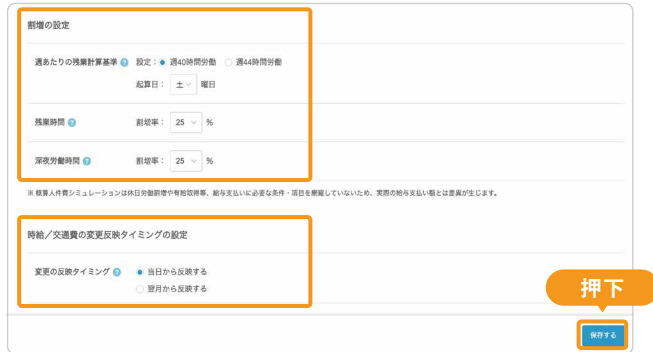 割増の設定
週あたりの残業計算基準 ? 設定： 週40時間労働 週44時間労働
起算日： 土 曜日
残業時間 ? 割増率： 25 %
深夜労働時間 ? 割増率： 25 %
※ 概算人件費シミュレーションは休日労働割増や有給取得等、給与支払いに必要な条件・項目を網羅していないため、実際の給与支払い額とは差異が生じます。
時給／交通費の変更反映タイミングの設定
変更の反映タイミング ? 当日から反映する
翌月から反映する
押下
保存する